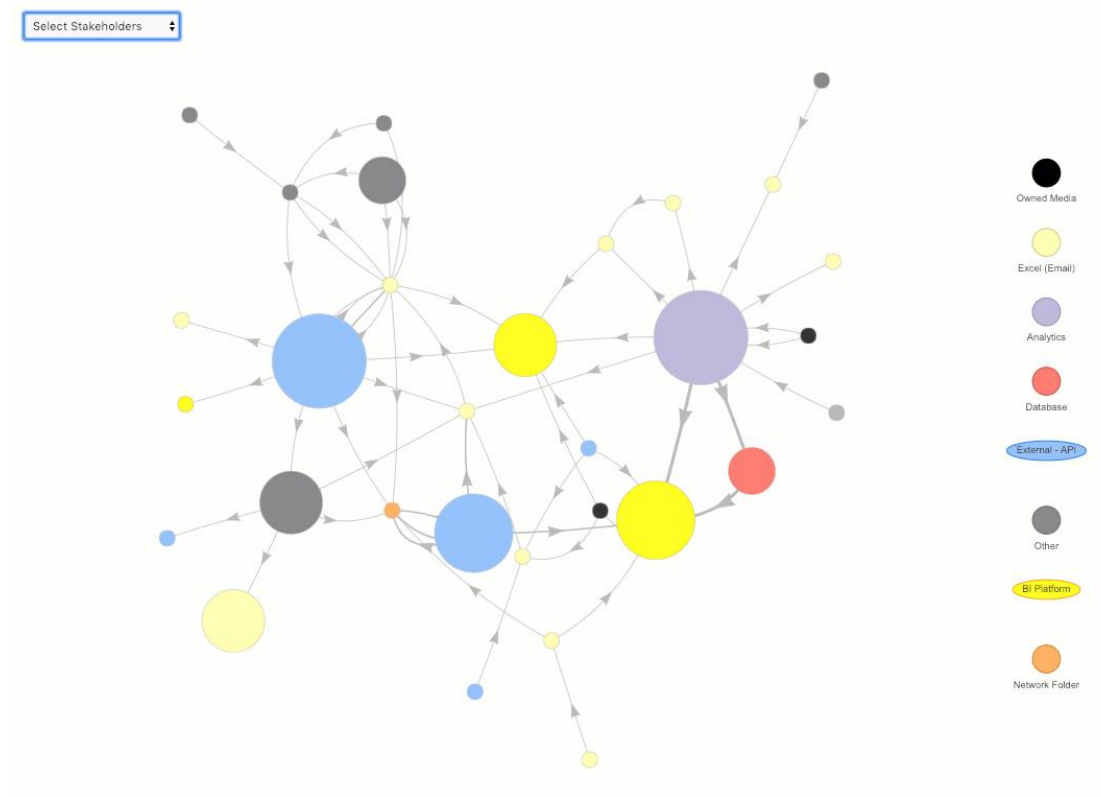 Select Stakeholders
Owned Media
Excel (Email)
Analytics
Database
External - API
Other
BI Platform
Network Folder